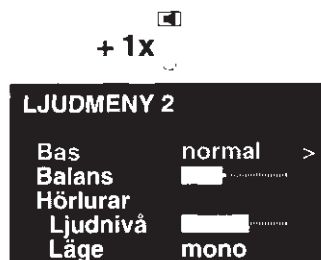 + 1x
LJUDMENY 2
Bas normal >
Balans
Hörlurar
Ljudnivå
Läge mono